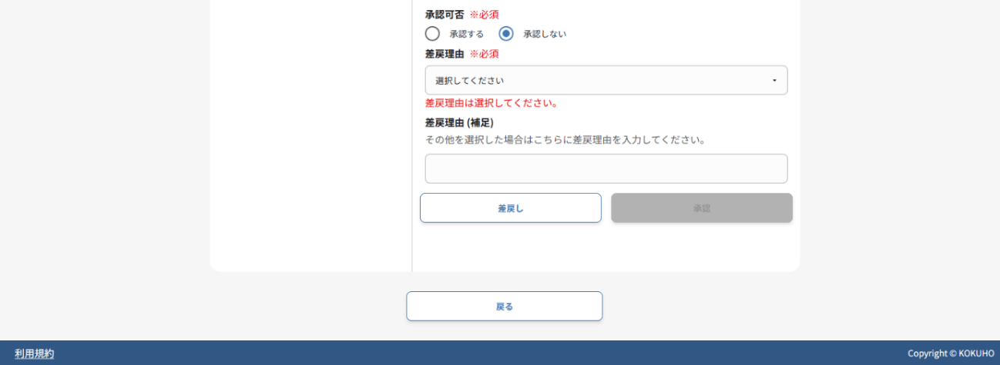 承認可否 ※必須
承認する 承認しない
差戻理由 ※必須
選択してください
差戻理由は選択してください。
差戻理由 (補足)
その他を選択した場合はこちらに差戻理由を入力してください。
差戻し 承認
戻る
利用規約 Copyright © KOKUHO